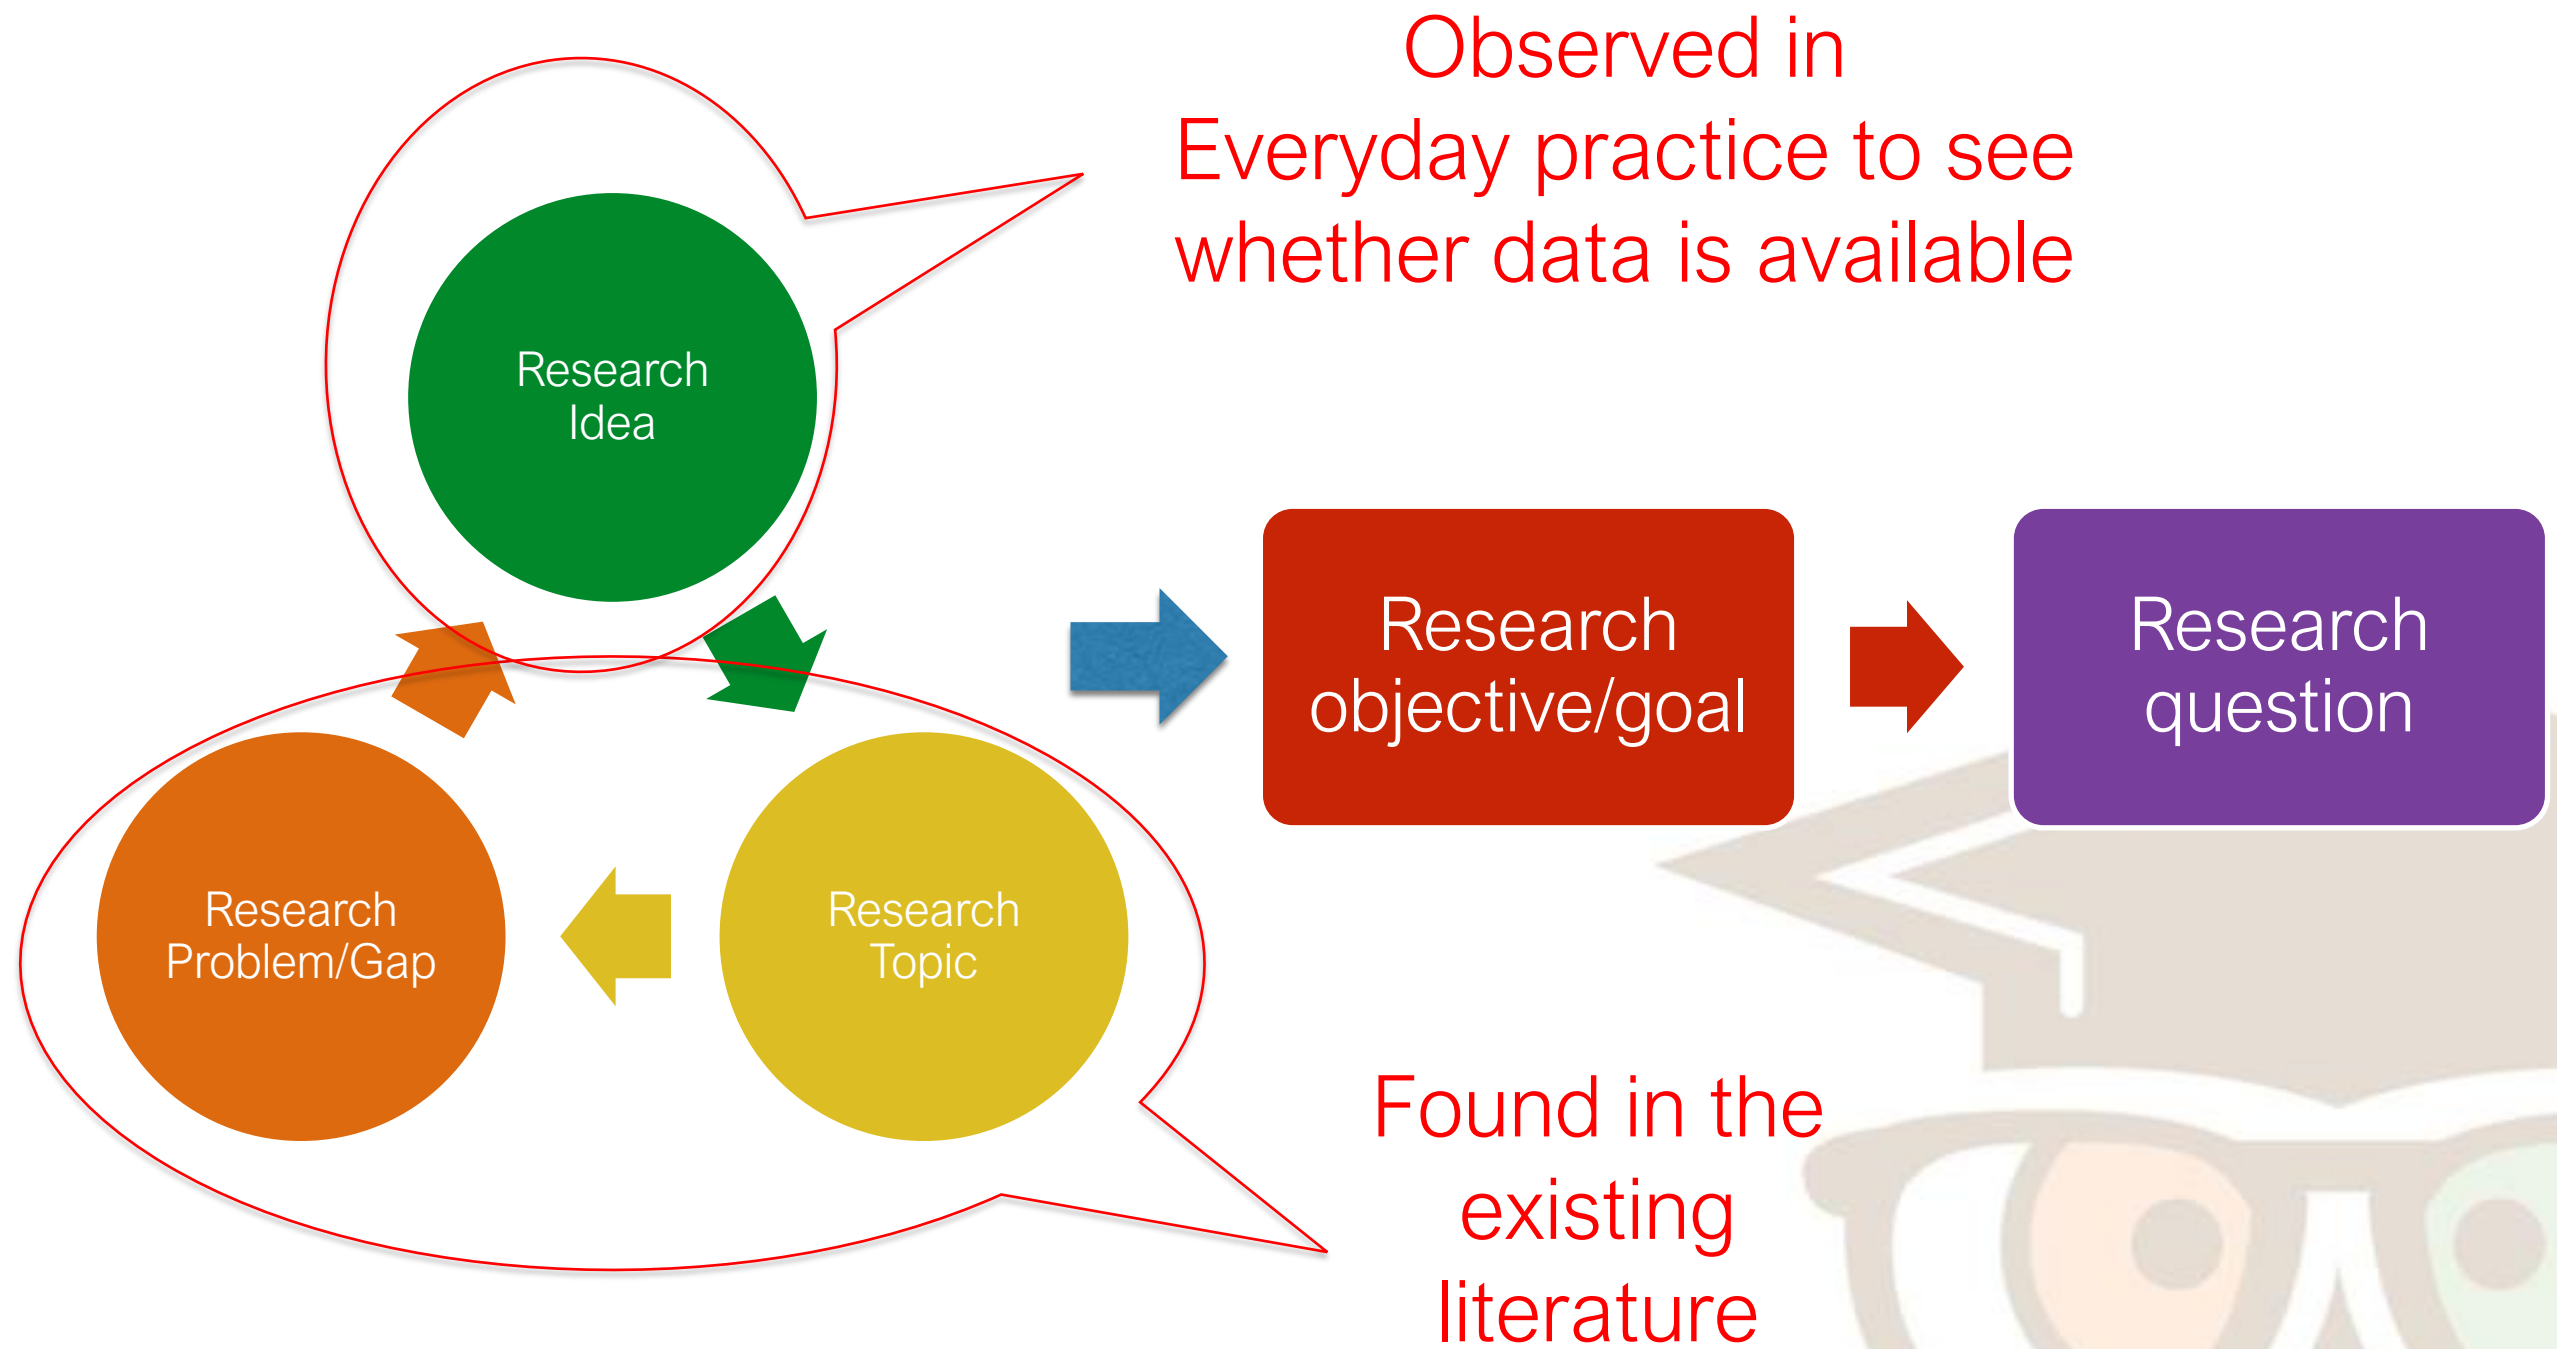 Observed in
Everyday practice to see
whether data is available
Research
Idea
Research
objective/goal
Research
question
Research
Problem/Gap
Research
Topic
Found in the
existing
literature